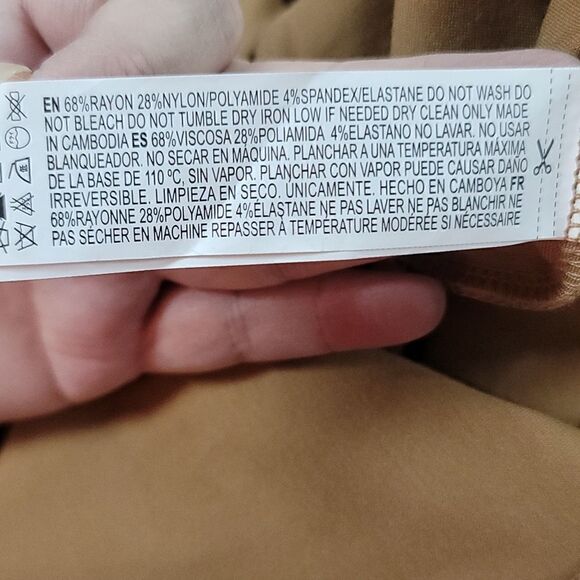 EN 68%RAYON 28%NYLON/POLYAMIDE 4%SPANDEX/ELASTANE DO NOT WASH DO
NOT BLEACH DO NOT TUMBLE DRY IRON LOW IF NEEDED DRY CLEAN ONLY MADE
IN CAMBODIA ES 68%VISCOSA 28%POLIAMIDA 4%ELASTANO NO LAVAR. NO USAR
BLANQUEADOR. NO SECAR EN MÁQUINA. PLANCHAR A UNA TEMPERATURA MÁXIMA
DE LA BASE DE 110 °C, SIN VAPOR. PLANCHAR CON VAPOR PUEDE CAUSAR DAÑO
IRREVERSIBLE. LIMPIEZA EN SECO, ÚNICAMENTE. HECHO EN CAMBOYA FR
68%RAYONNE 28%POLYAMIDE 4%ÉLASTANE NE PAS LAVER NE PAS BLANCHIR NE
PAS SÉCHER EN MACHINE REPASSER À TEMPÉRATURE MODÉRÉE SI NÉCESSAIRE